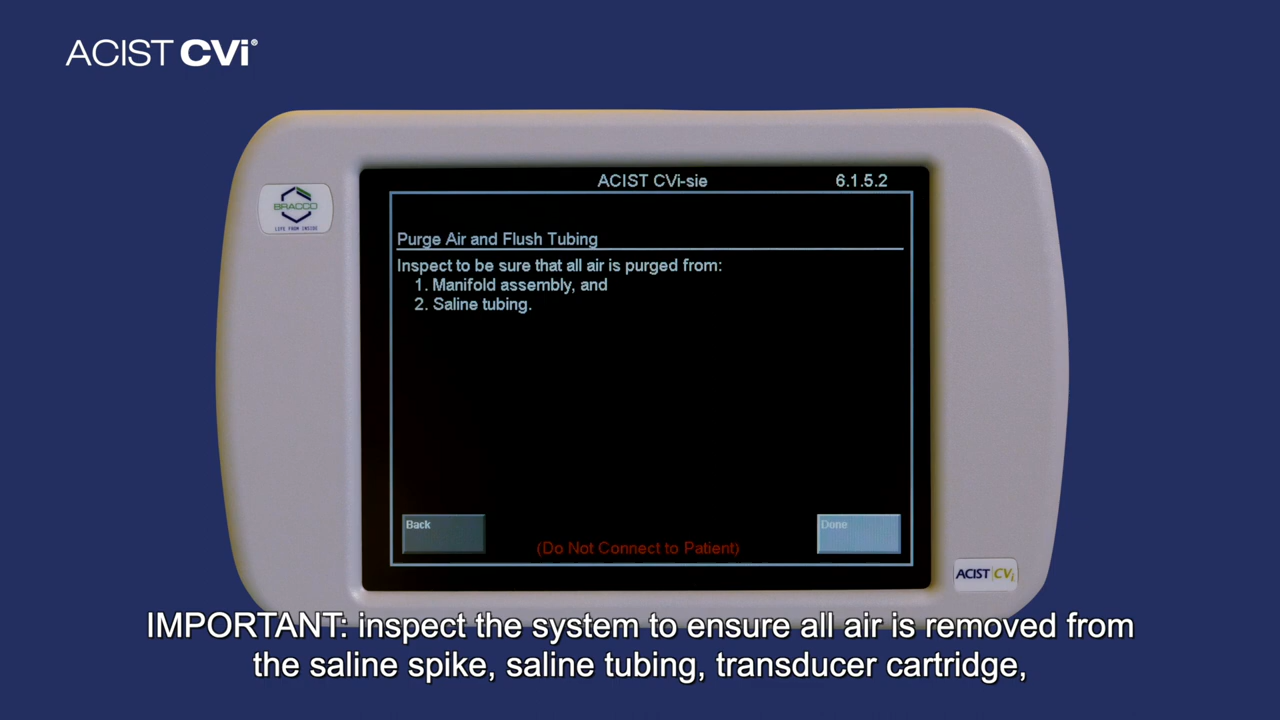 ACIST CVi®
ACIST CVi-sie 6.1.5.2
BRACCO
LIFE FROM INSIDE
Purge Air and Flush Tubing
Inspect to be sure that all air is purged from:
1. Manifold assembly, and
2. Saline tubing.
Back
Done
(Do Not Connect to Patient)
ACIST CVi
IMPORTANT: inspect the system to ensure all air is removed from
the saline spike, saline tubing, transducer cartridge,